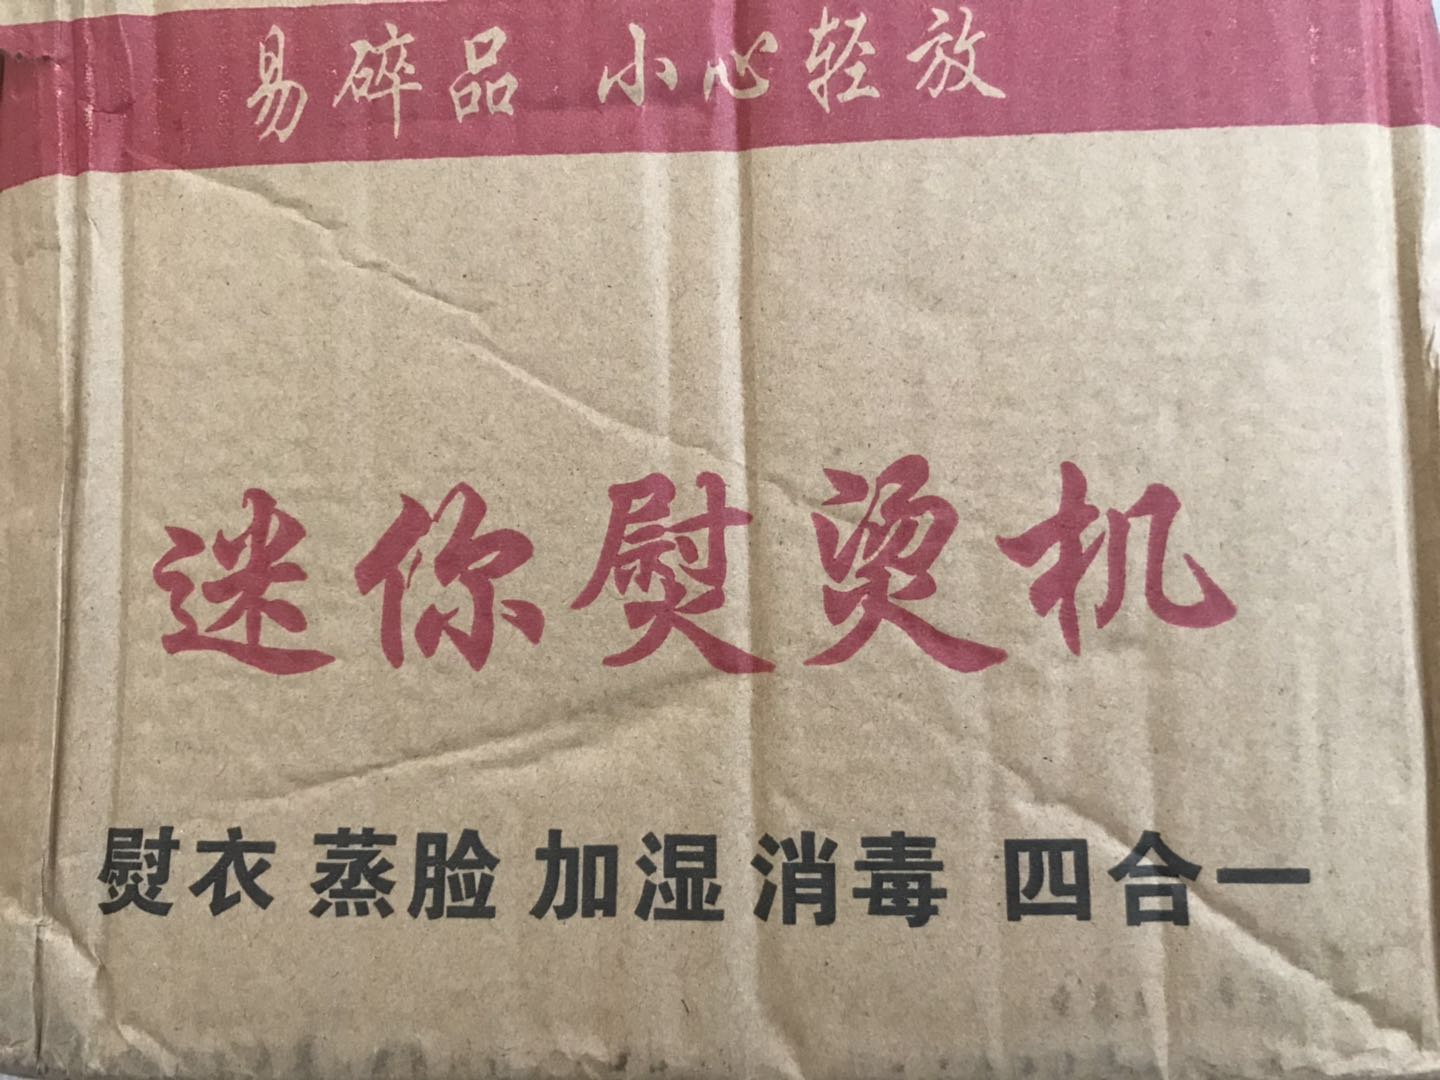 易碎品 小心轻放
迷你熨烫机
熨衣 蒸脸 加湿 消毒 四合一